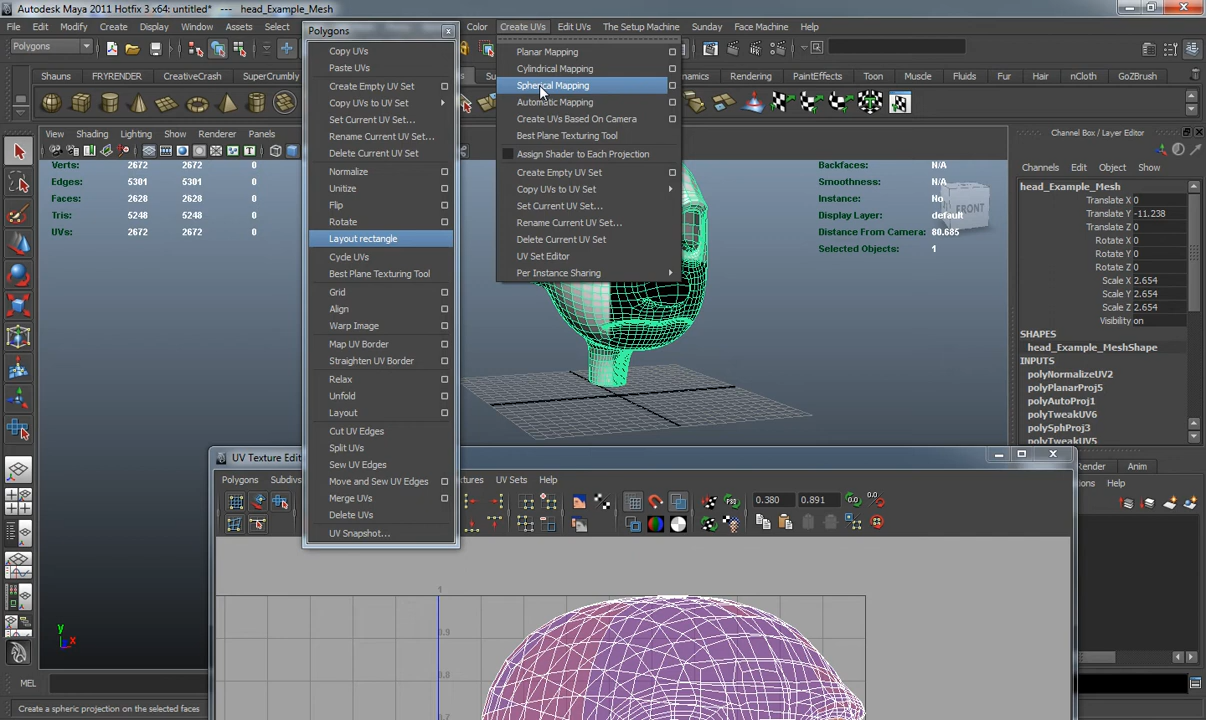 Autodesk Maya 2011 Hotfix 3 x64: untitled* --- head_Example_Mesh
File Edit Modify Create Display Window Assets Select Color Create UVs Edit UVs The Setup Machine Sunday Face Machine Help
Polygons
Shauns FRYRENDER CreativeCrash SuperCrumbly Rendering PaintEffects Toon Muscle Fluids Fur Hair nCloth GoZBrush
View Shading Lighting Show Renderer Panels
Verts: 2672 2672 0
Edges: 5301 5301 0
Faces: 2628 2628 0
Tris: 5248 5248 0
UVs: 2672 2672 0
Polygons
Copy UVs
Paste UVs
Create Empty UV Set
Copy UVs to UV Set
Set Current UV Set...
Rename Current UV Set...
Delete Current UV Set
Normalize
Unitize
Flip
Rotate
Layout rectangle
Cycle UVs
Best Plane Texturing Tool
Grid
Align
Warp Image
Map UV Border
Straighten UV Border
Relax
Unfold
Layout
Cut UV Edges
Split UVs
Sew UV Edges
Move and Sew UV Edges
Merge UVs
Delete UVs
UV Snapshot...
Planar Mapping
Cylindrical Mapping
Spherical Mapping
Automatic Mapping
Create UVs Based On Camera
Best Plane Texturing Tool
Assign Shader to Each Projection
Create Empty UV Set
Copy UVs to UV Set
Set Current UV Set...
Rename Current UV Set...
Delete Current UV Set
UV Set Editor
Per Instance Sharing
Backfaces: N/A
Smoothness: N/A
Instance: No
Display Layer: default
Distance From Camera: 80.685
Selected Objects: 1
FRONT
Channel Box / Layer Editor
Channels Edit Object Show
head_Example_Mesh
Translate X 0
Translate Y -11.238
Translate Z 0
Rotate X 0
Rotate Y 0
Rotate Z 0
Scale X 2.654
Scale Y 2.654
Scale Z 2.654
Visibility on
SHAPES
head_Example_MeshShape
INPUTS
polyNormalizeUV2
polyPlanarProj5
polyAutoProj1
polyTweakUV6
polySphProj3
polyTweakUV5
Render Anim
Help
UV Texture Edit
Polygons Subdivs UV Sets Help
0.380 0.891
1
0.9
0.8
0.7
y
x
MEL
Create a spheric projection on the selected faces